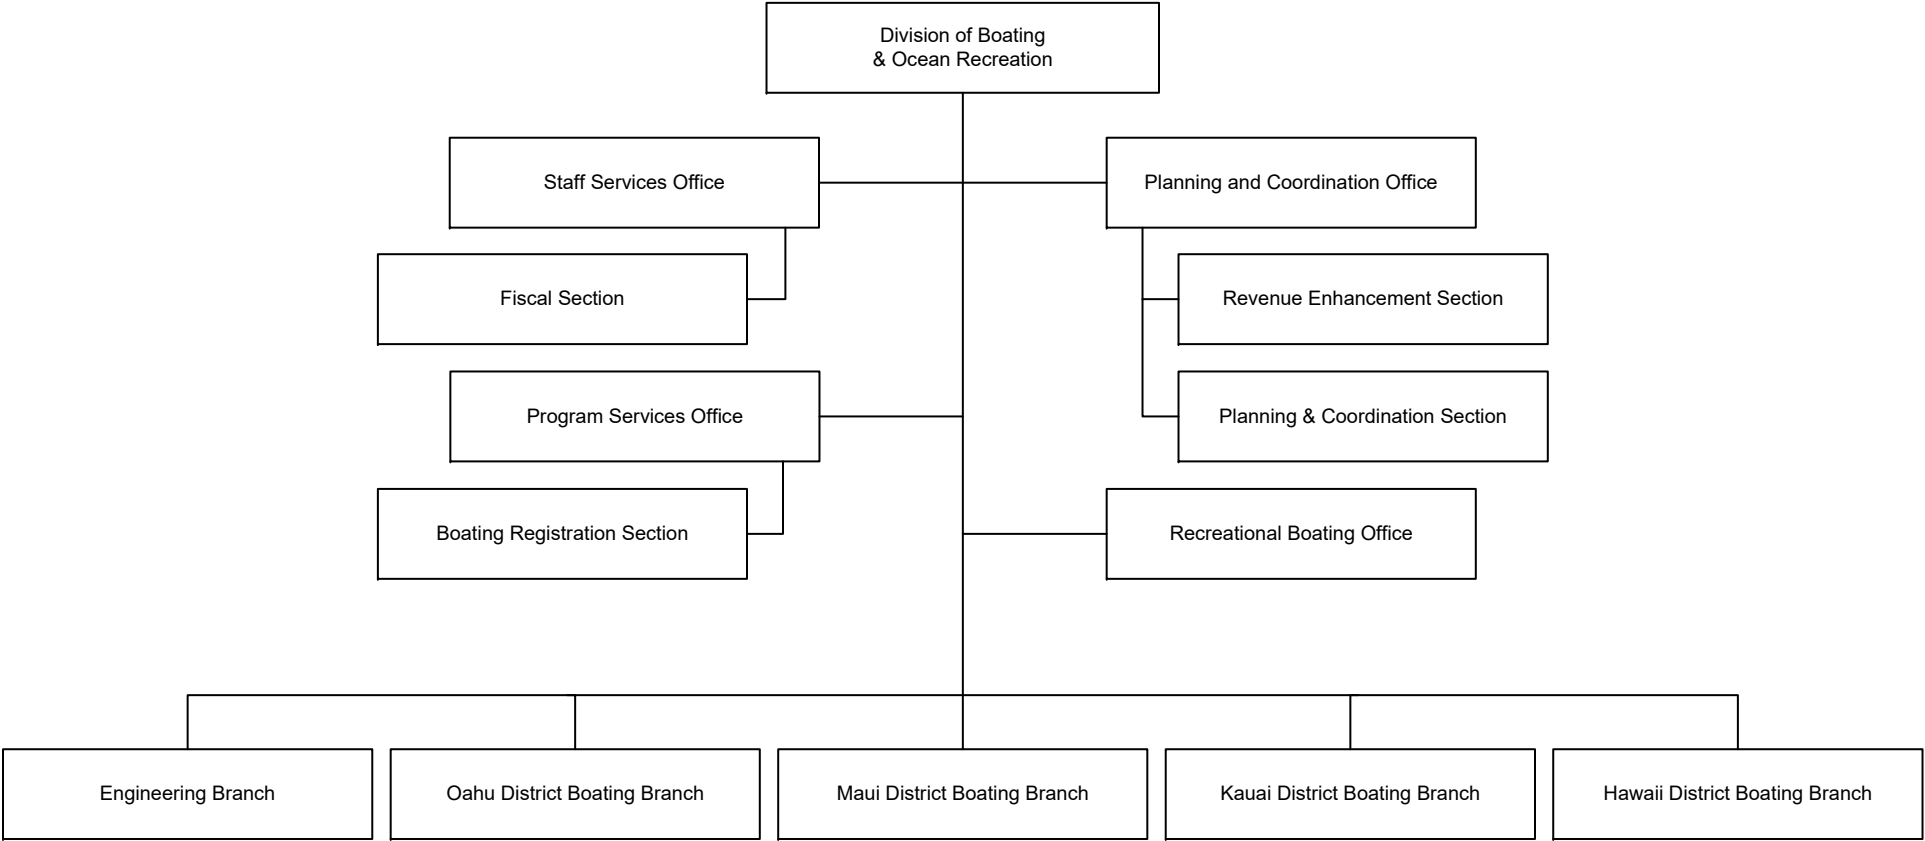 Division of Boating
& Ocean Recreation
Staff Services Office
Planning and Coordination Office
Fiscal Section
Revenue Enhancement Section
Program Services Office
Planning & Coordination Section
Boating Registration Section
Recreational Boating Office
Engineering Branch
Oahu District Boating Branch
Maui District Boating Branch
Kauai District Boating Branch
Hawaii District Boating Branch